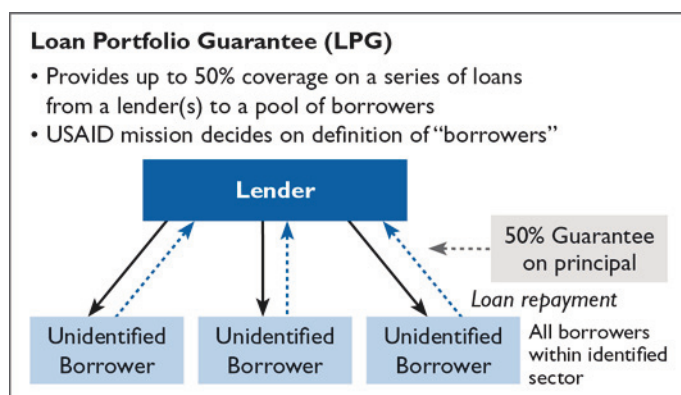 Loan Portfolio Guarantee (LPG)
• Provides up to 50% coverage on a series of loans
from a lender(s) to a pool of borrowers
• USAID mission decides on definition of “borrowers”
Lender
50% Guarantee
on principal
Loan repayment
Unidentified
Borrower
Unidentified
Borrower
Unidentified
Borrower
All borrowers
within identified
sector